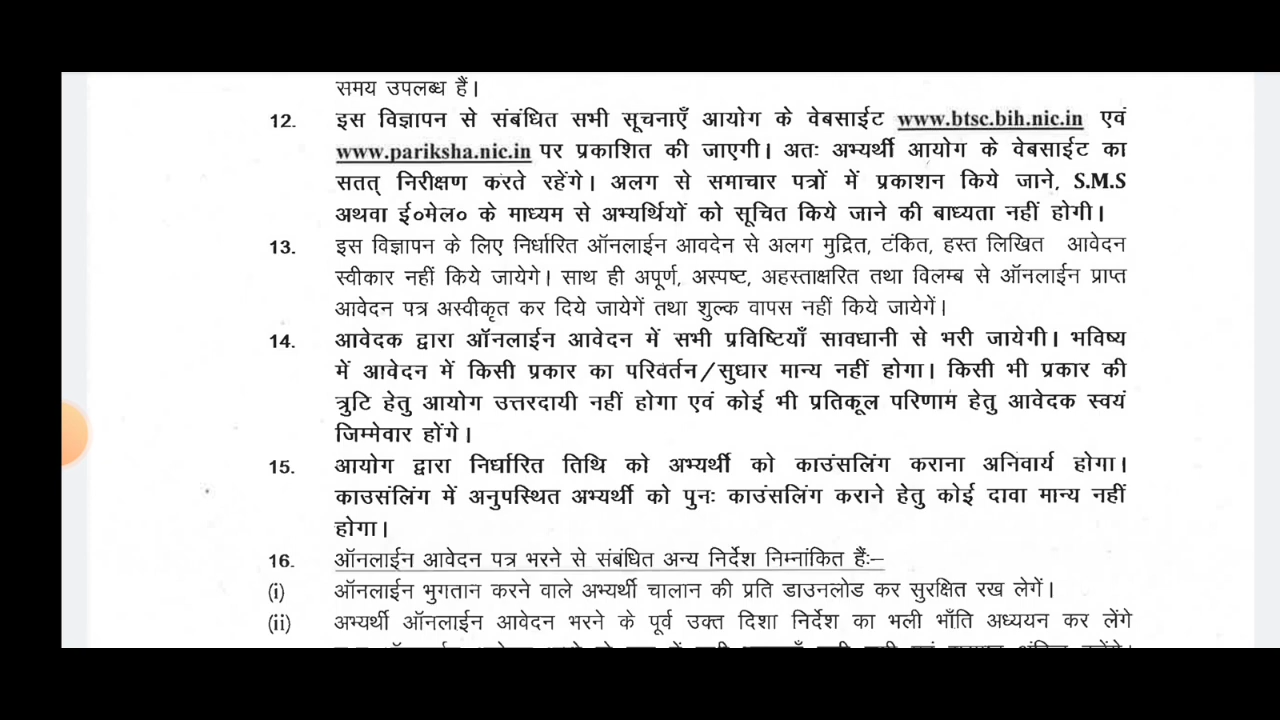 समय उपलब्ध हैं।
12. इस विज्ञापन से संबंधित सभी सूचनाएँ आयोग के वेबसाईट www.btsc.bih.nic.in एवं
www.pariksha.nic.in पर प्रकाशित की जाएगी। अतः अभ्यर्थी आयोग के वेबसाईट का
सतत् निरीक्षण करते रहेंगे। अलग से समाचार पत्रों में प्रकाशन किये जाने, S.M.S
अथवा ई०मेल० के माध्यम से अभ्यर्थियों को सूचित किये जाने की बाध्यता नहीं होगी।
13. इस विज्ञापन के लिए निर्धारित ऑनलाईन आवदेन से अलग मुद्रित, टंकित, हस्त लिखित आवेदन
स्वीकार नहीं किये जायेगे। साथ ही अपूर्ण, अस्पष्ट, अहस्ताक्षरित तथा विलम्ब से ऑनलाईन प्राप्त
आवेदन पत्र अस्वीकृत कर दिये जायेगें तथा शुल्क वापस नहीं किये जायेगें।
14. आवेदक द्वारा ऑनलाईन आवेदन में सभी प्रविष्टियाँ सावधानी से भरी जायेगी। भविष्य
में आवेदन में किसी प्रकार का परिवर्तन/सुधार मान्य नहीं होगा। किसी भी प्रकार की
त्रुटि हेतु आयोग उत्तरदायी नहीं होगा एवं कोई भी प्रतिकूल परिणाम हेतु आवेदक स्वयं
जिम्मेवार होंगे।
15. आयोग द्वारा निर्धारित तिथि को अभ्यर्थी को काउंसलिंग कराना अनिवार्य होगा।
काउसंलिंग में अनुपस्थित अभ्यर्थी को पुनः काउंसलिंग कराने हेतु कोई दावा मान्य नहीं
होगा।
16. ऑनलाईन आवेदन पत्र भरने से संबंधित अन्य निर्देश निम्नांकित हैंः–
(i) ऑनलाईन भुगतान करने वाले अभ्यर्थी चालान की प्रति डाउनलोड कर सुरक्षित रख लेगें।
(ii) अभ्यर्थी ऑनलाईन आवेदन भरने के पूर्व उक्त दिशा निर्देश का भली भाँति अध्ययन कर लेंगे